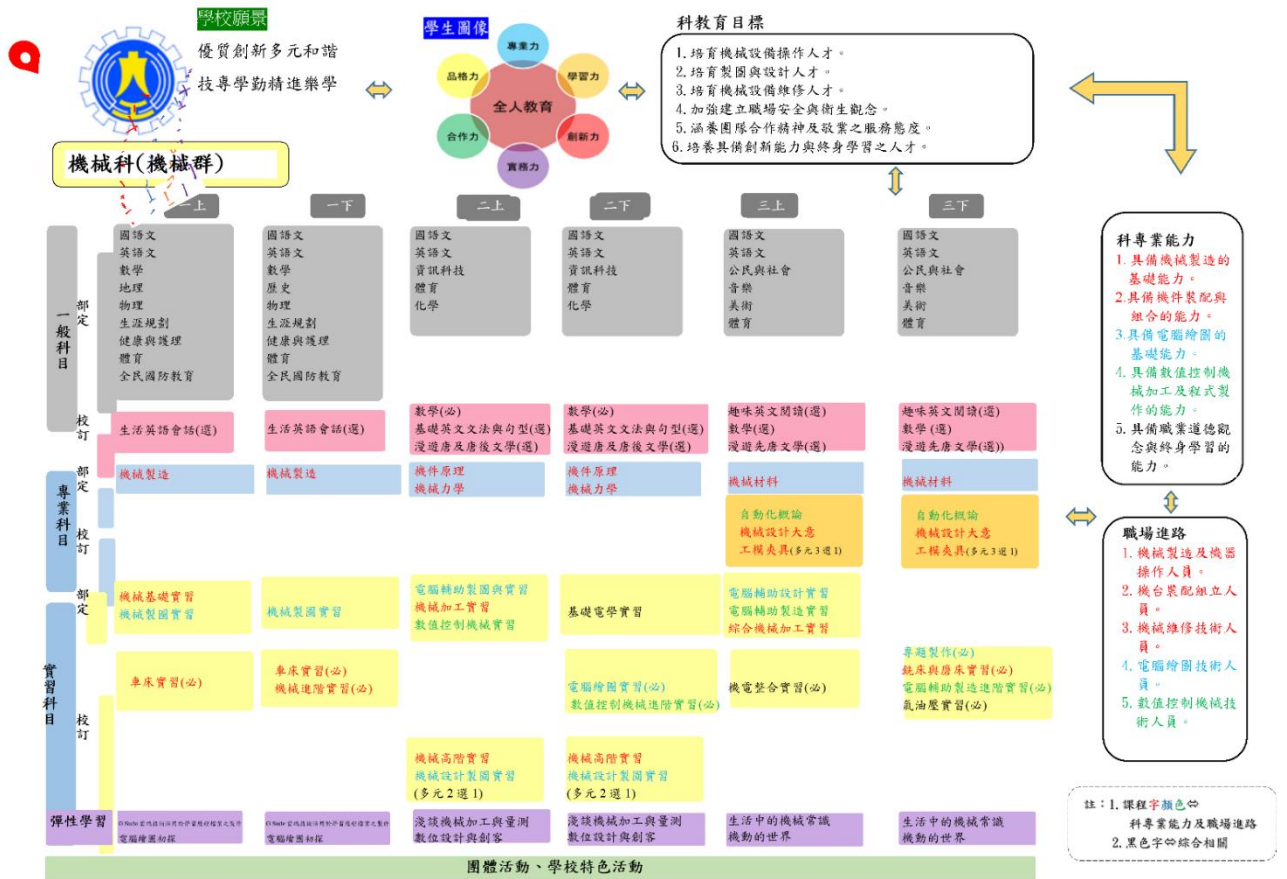 學校願景
優質創新多元和諧
技專學勤精進樂學
機械科(機械群)
學生圖像
專業力
品格力
學習力
全人教育
合作力
創新力
實務力
科教育目標
1.培育機械設備操作人才。
2.培育製圖與設計人才。
3.培育機械設備維修人才。
4.加強建立職場安全與衛生觀念。
5.涵養團隊合作精神及敬業之服務態度。
6.培養具備創新能力與終身學習之人才。
一上
一下
二上
二下
三上
三下
一般科目
部定
國語文
英語文
數學
地理
物理
生涯規劃
健康與護理
體育
全民國防教育
國語文
英語文
數學
歷史
物理
生涯規劃
健康與護理
體育
全民國防教育
國語文
英語文
資訊科技
體育
化學
國語文
英語文
資訊科技
體育
化學
國語文
英語文
公民與社會
音樂
美術
體育
國語文
英語文
公民與社會
音樂
美術
體育
校訂
生活英語會話(選)
生活英語會話(選)
數學(必)
基礎英文文法與句型(選)
漫遊唐及唐後文學(選)
數學(必)
基礎英文文法與句型(選)
漫遊唐及唐後文學(選)
趣味英文閱讀(選)
數學(選)
漫遊先唐文學(選)
趣味英文閱讀(選)
數學(選)
漫遊先唐文學(選))
專業科目
部定
機械製造
機械製造
機件原理
機械力學
機件原理
機械力學
機械材料
機械材料
校訂
自動化概論
機械設計大意
工模夾具(多元3選1)
自動化概論
機械設計大意
工模夾具(多元3選1)
實習科目
部定
機械基礎實習
機械製圖實習
機械製圖實習
電腦輔助製圖與實習
機械加工實習
數值控制機械實習
基礎電學實習
電腦輔助設計實習
電腦輔助製造實習
綜合機械加工實習
校訂
車床實習(必)
車床實習(必)
機械進階實習(必)
電腦繪圖實習(必)
數值控制機械進階實習(必)
機電整合實習(必)
專題製作(必)
銑床與磨床實習(必)
電腦輔助製造進階實習(必)
氣油壓實習(必)
機械高階實習
機械設計製圖實習
(多元2選1)
機械高階實習
機械設計製圖實習
(多元2選1)
彈性學習
電腦繪圖初探
電腦繪圖初探
淺談機械加工與量測
數位設計與創客
淺談機械加工與量測
數位設計與創客
生活中的機械常識
機動的世界
生活中的機械常識
機動的世界
團體活動、學校特色活動
科專業能力
1.具備機械製造的
基礎能力。
2.具備機件裝配與
組合的能力。
3.具備電腦繪圖的
基礎能力。
4.具備數值控制機
械加工及程式製
作的能力。
5.具備職業道德觀
念與終身學習的
能力。
職場進路
1.機械製造及機器
操作人員。
2.機台裝配組立人
員。
3.機械維修技術人
員。
4.電腦繪圖技術人
員。
5.數值控制機械技
術人員。
註：1.課程字顏色⇔
科專業能力及職場進路
2.黑色字⇔綜合相關